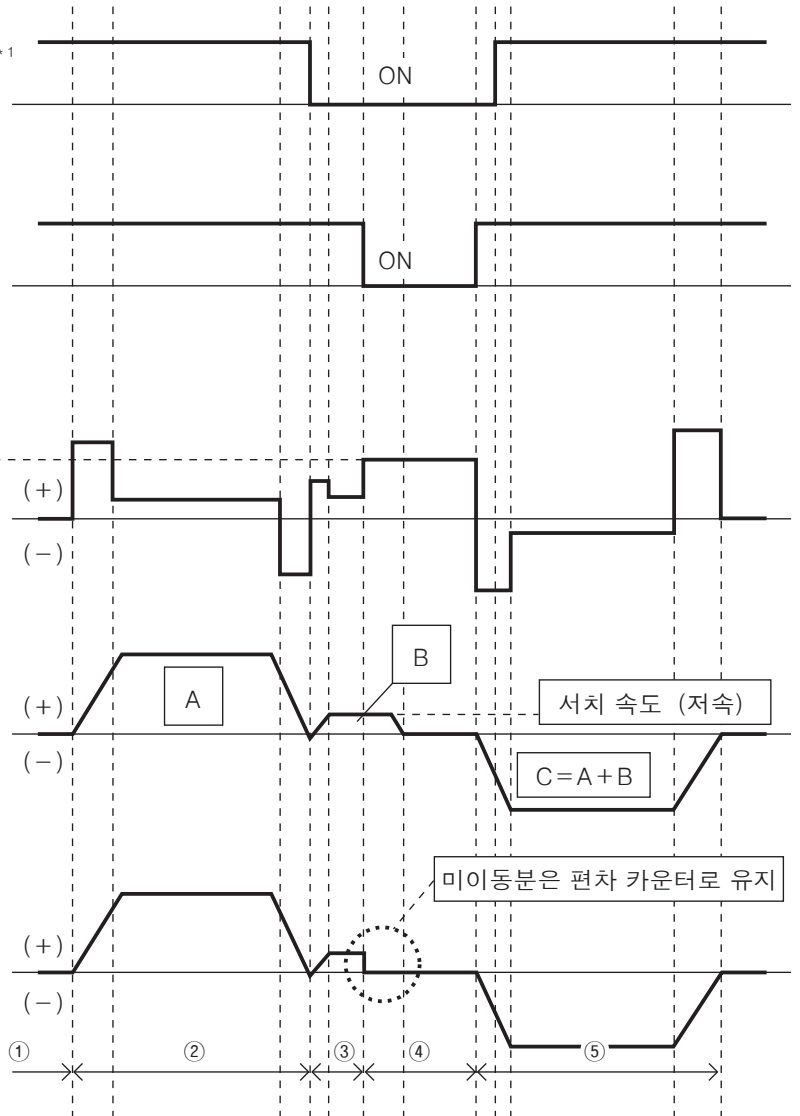 * 1
ON
ON
(+)
(−)
B
A
서치 속도 (저속)
(+)
(−)
C=A+B
미이동분은 편차 카운터로 유지
(+)
(−)
① ② ③ ④ ⑤